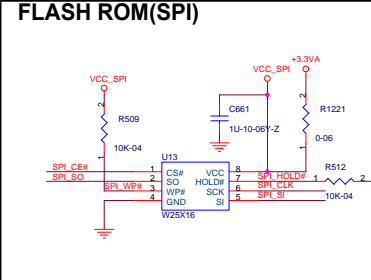 FLASH ROM(SPI)
+3.3VA
VCC_SPI
VCC_SPI
2
R509
10K-04
1
C661
1U-10-06Y-Z
2
R1221
0-06
1
U13
SPI_CE# 1 CS# VCC 8
SPI_SO 2 SO HOLD# 7 SPI_HOLD# 1 R512 2
SPI_WP# 3 WP# SCK 6 SPI_CLK
4 GND SI 5 SPI_SI 10K-04
W25X16